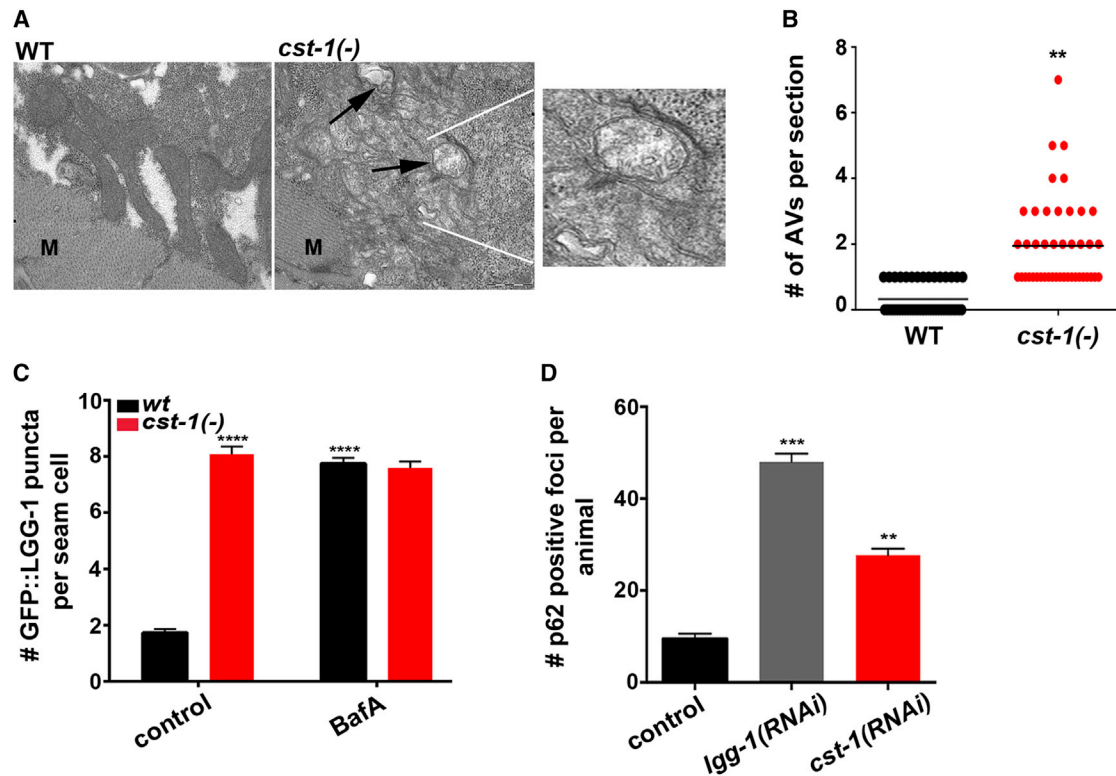 A
WT
cst-1(-)
M
M
B
# of AVs per section
8
6
4
2
0
**
WT
cst-1(-)
C
# GFP::LGG-1 puncta
per seam cell
10
8
6
4
2
0
wt
cst-1(-)
****
****
control
BafA
D
# p62 positive foci per
animal
60
40
20
0
***
**
control
lgg-1(RNAi)
cst-1(RNAi)